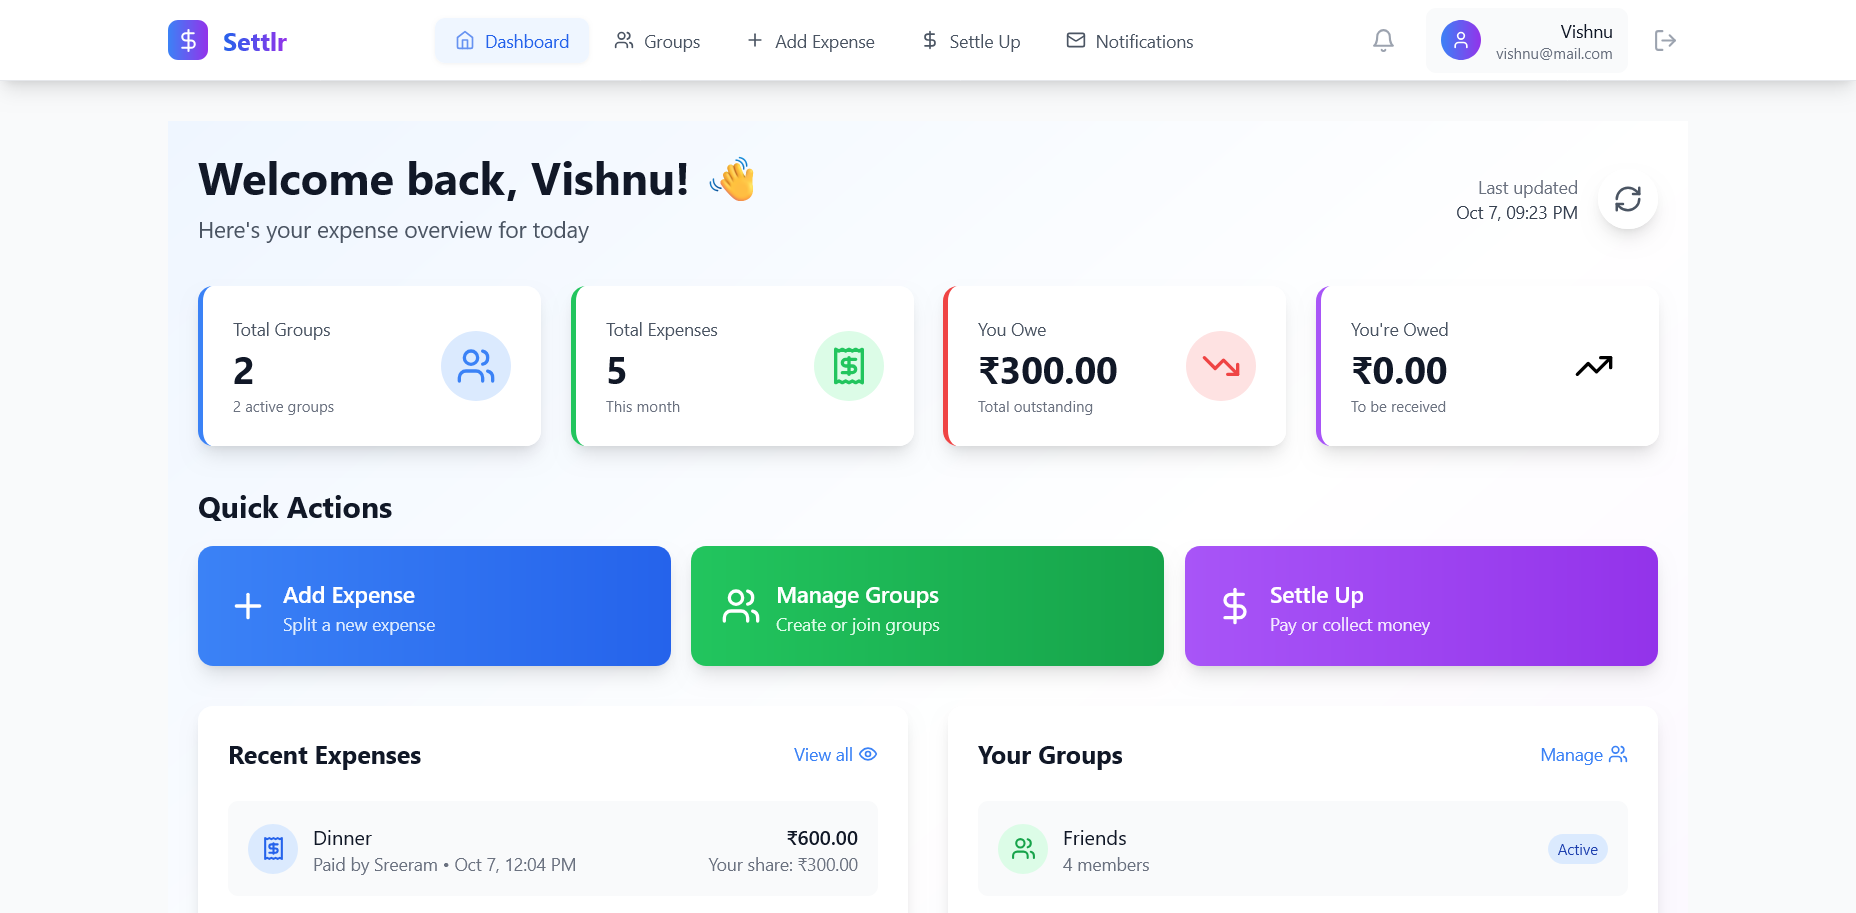 Settlr
Dashboard
Groups
Add Expense
Settle Up
Notifications
Vishnu
vishnu@mail.com
Welcome back, Vishnu! 👋
Here's your expense overview for today
Last updated
Oct 7, 09:23 PM
Total Groups
2
2 active groups
Total Expenses
5
This month
You Owe
₹300.00
Total outstanding
You're Owed
₹0.00
To be received
Quick Actions
Add Expense
Split a new expense
Manage Groups
Create or join groups
Settle Up
Pay or collect money
Recent Expenses
View all
Dinner
₹600.00
Paid by Sreeram • Oct 7, 12:04 PM
Your share: ₹300.00
Your Groups
Manage
Friends
4 members
Active